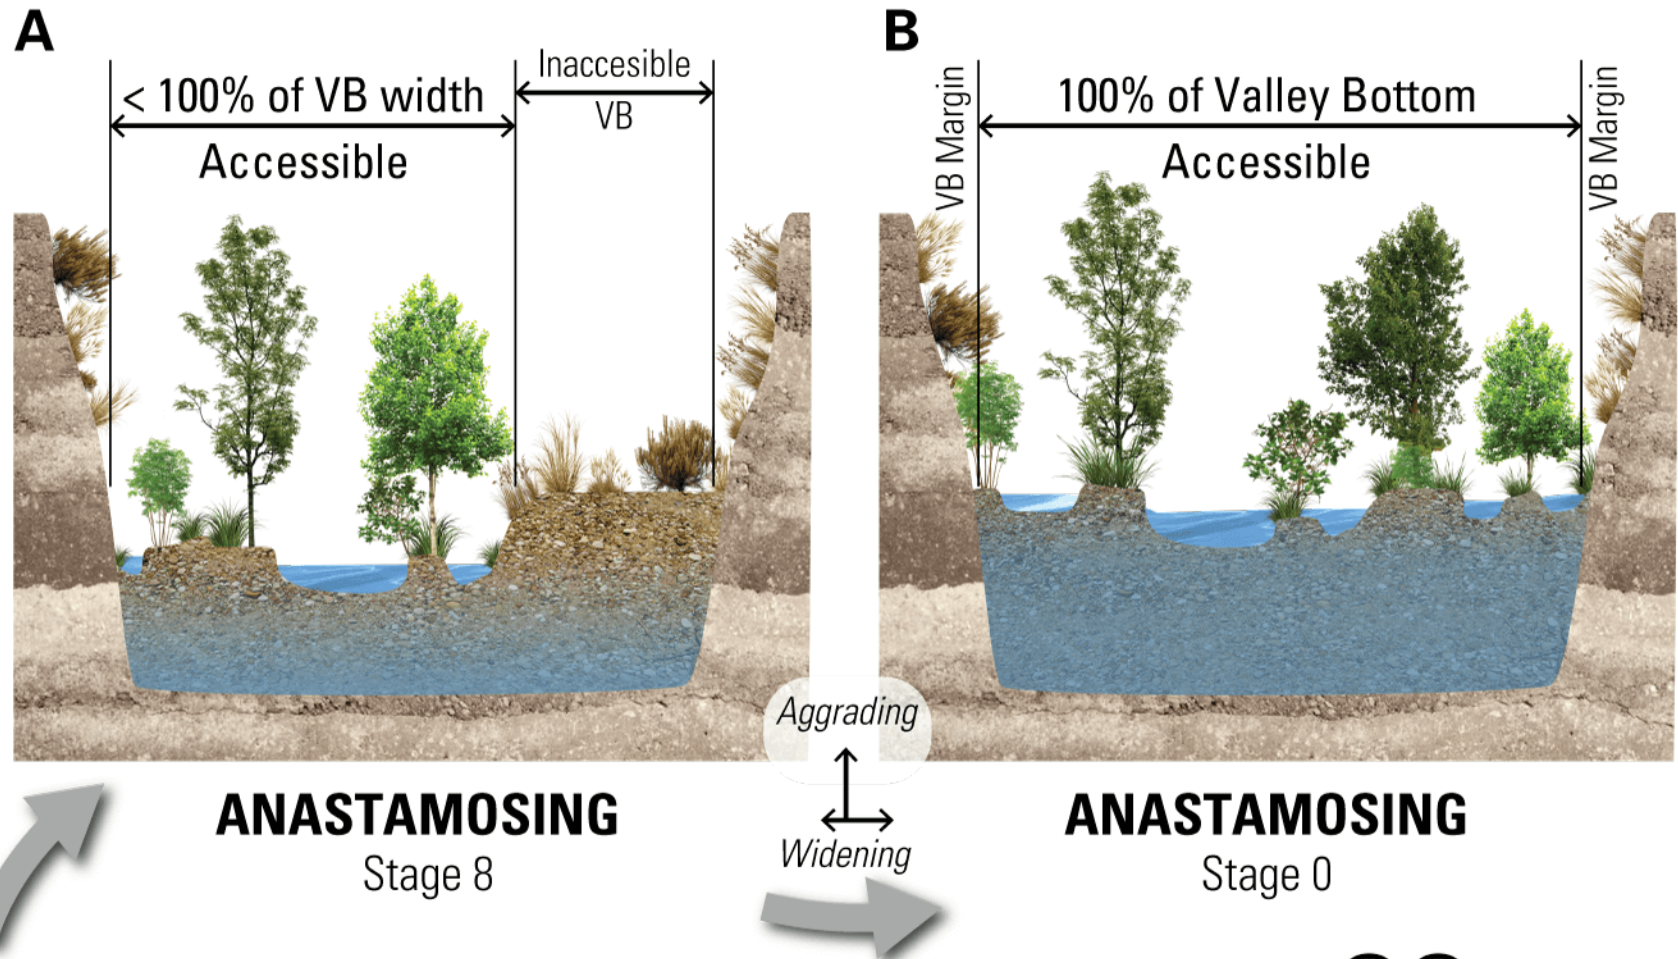 A
< 100% of VB width
Accessible
Inaccesible
VB
B
VB Margin
100% of Valley Bottom
Accessible
VB Margin
Aggrading
Widening
ANASTAMOSING
Stage 8
ANASTAMOSING
Stage 0